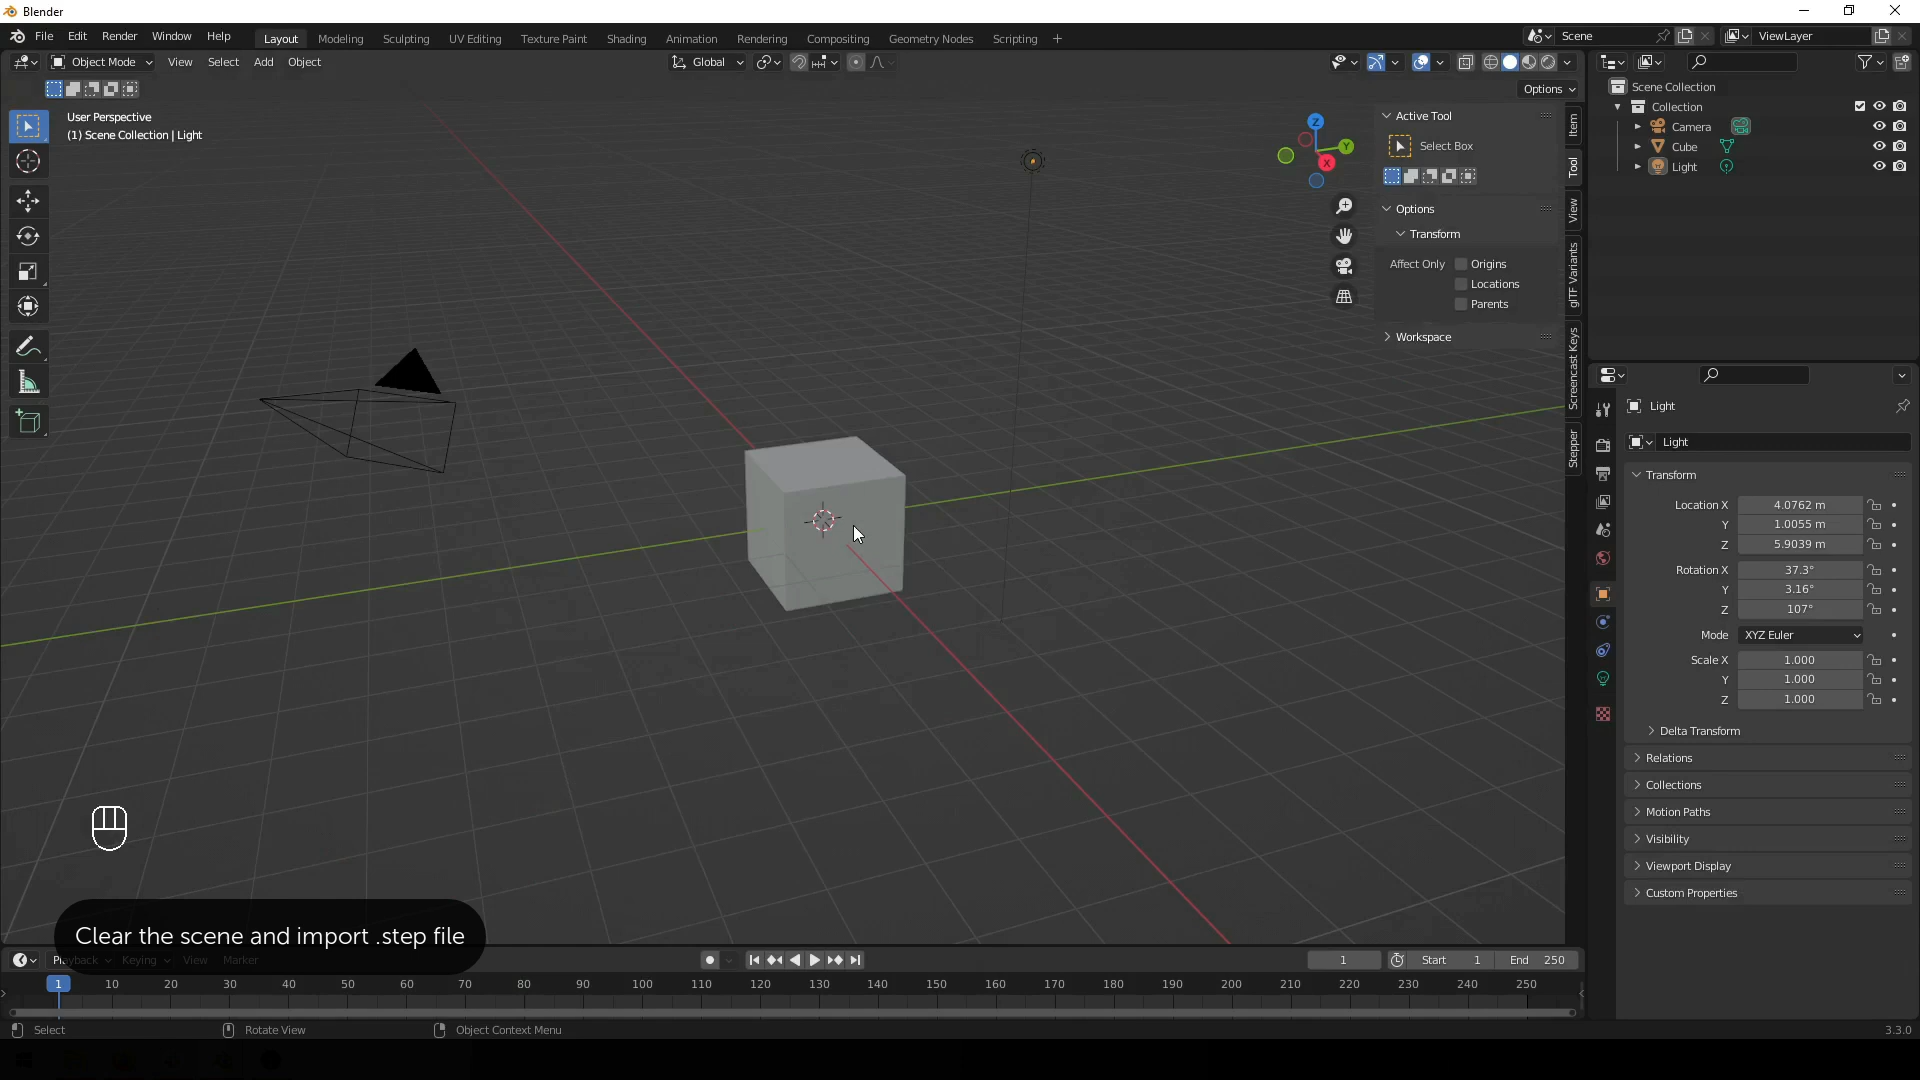 Blender
File Edit Render Window Help
Layout Modeling Sculpting UV Editing Texture Paint Shading Animation Rendering Compositing Geometry Nodes Scripting +
Scene
ViewLayer
Object Mode View Select Add Object
Global
Options
User Perspective
(1) Scene Collection | Light
Z
Y
X
Active Tool
Select Box
Options
Transform
Affect Only Origins
Locations
Parents
Workspace
Item
Tool
View
glTF Variants
Screencast Keys
Stepper
Scene Collection
Collection
Camera
Cube
Light
Light
Light
Transform
Location X 4.0762 m
Y 1.0055 m
Z 5.9039 m
Rotation X 37.3°
Y 3.16°
Z 107°
Mode XYZ Euler
Scale X 1.000
Y 1.000
Z 1.000
Delta Transform
Relations
Collections
Motion Paths
Visibility
Viewport Display
Custom Properties
Clear the scene and import .step file
Playback Keying View Marker
1 Start 1 End 250
1 10 20 30 40 50 60 70 80 90 100 110 120 130 140 150 160 170 180 190 200 210 220 230 240 250
Select Rotate View Object Context Menu
3.3.0